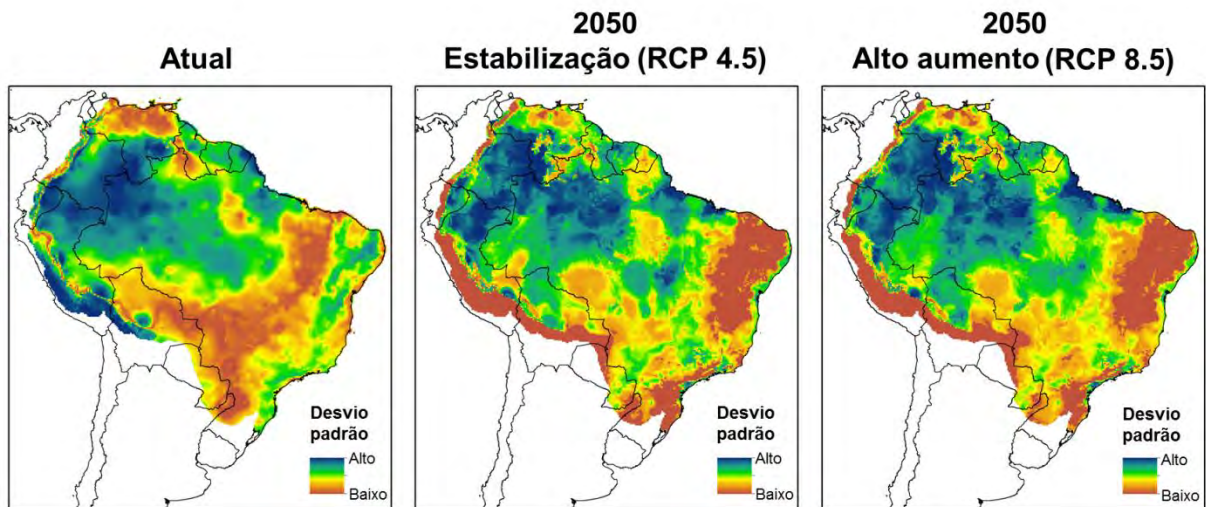 Atual
2050
Estabilização (RCP 4.5)
2050
Alto aumento (RCP 8.5)
Desvio
padrão
Alto
Baixo
Desvio
padrão
Alto
Baixo
Desvio
padrão
Alto
Baixo